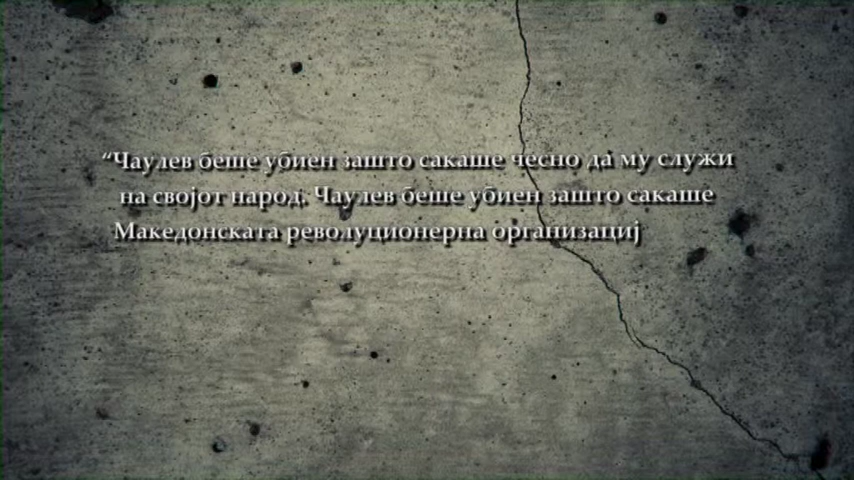 “Чаулев беше убиен зашто сакаше чесно да му служи
на својот народ. Чаулев беше убиен зашто сакаше
Македонската револуционерна организациј